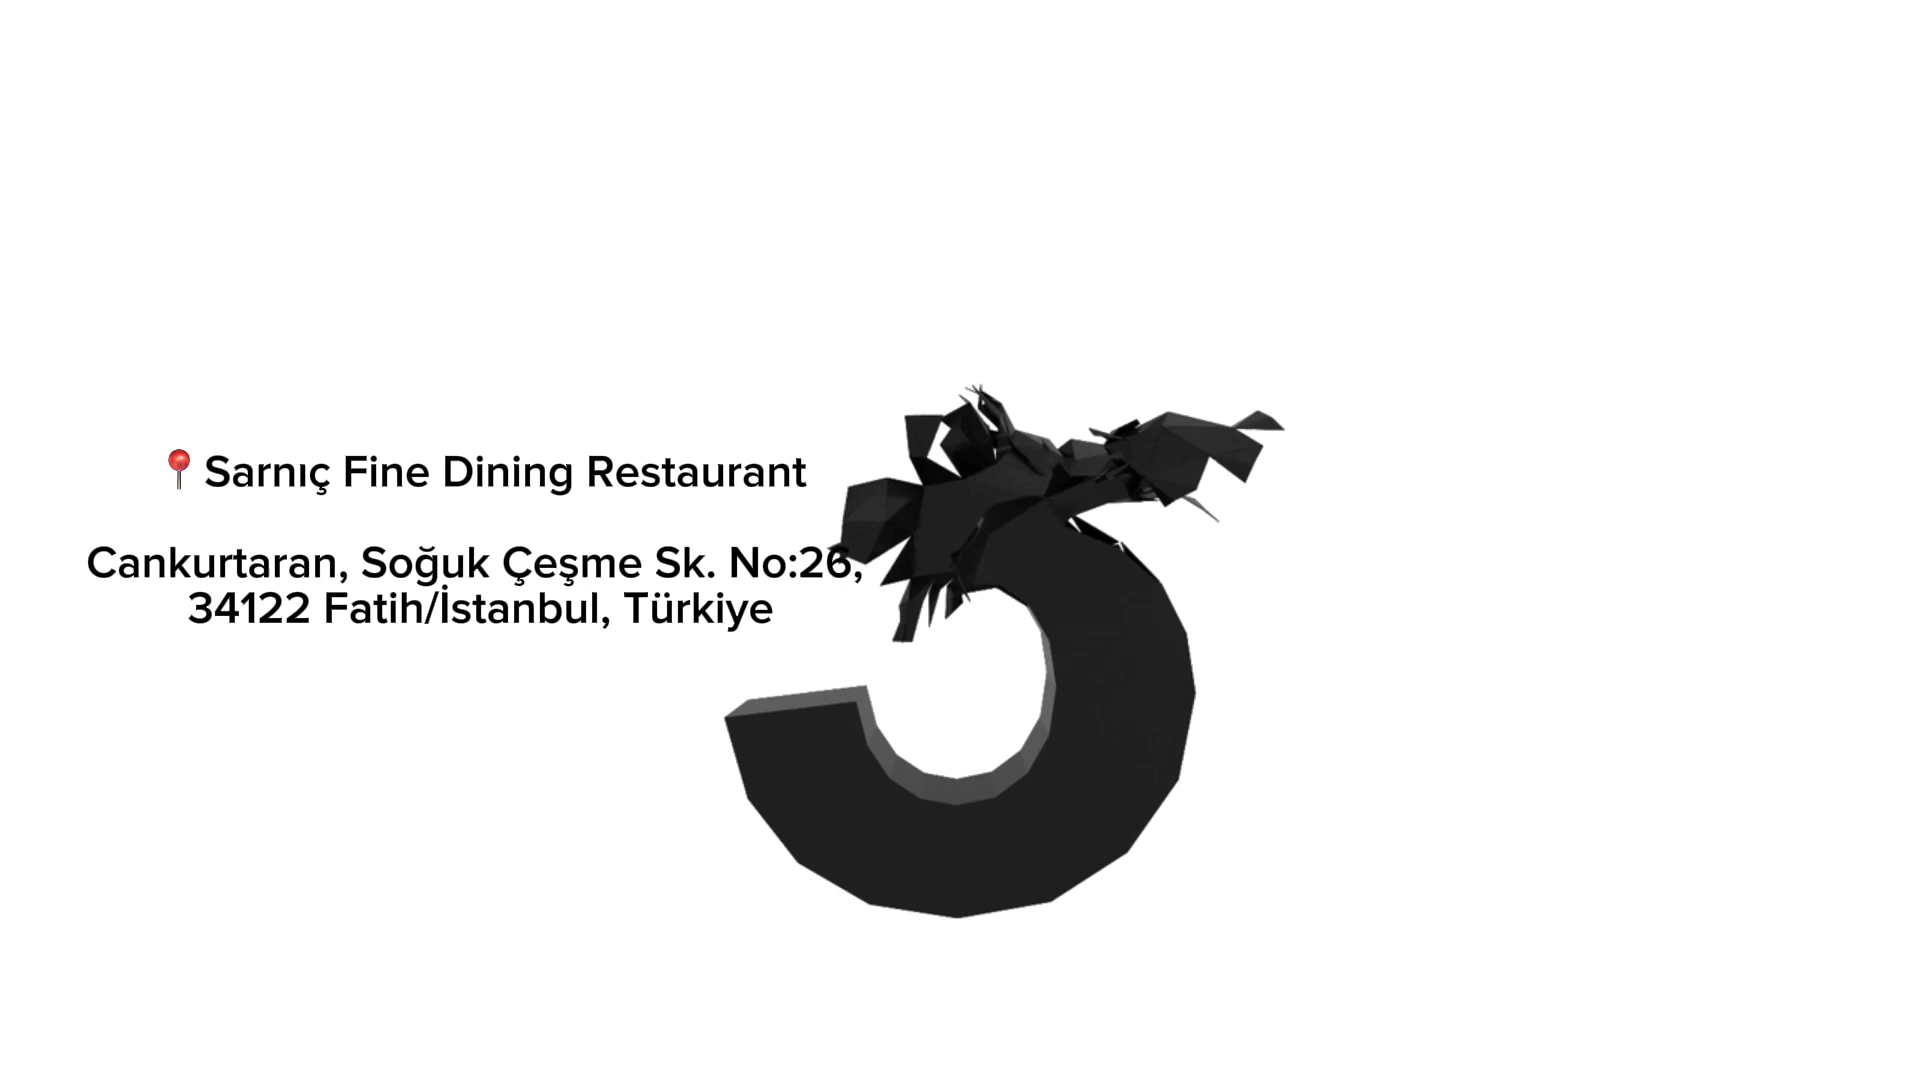 📍Sarnıç Fine Dining Restaurant
Cankurtaran, Soğuk Çeşme Sk. No:26,
34122 Fatih/İstanbul, Türkiye